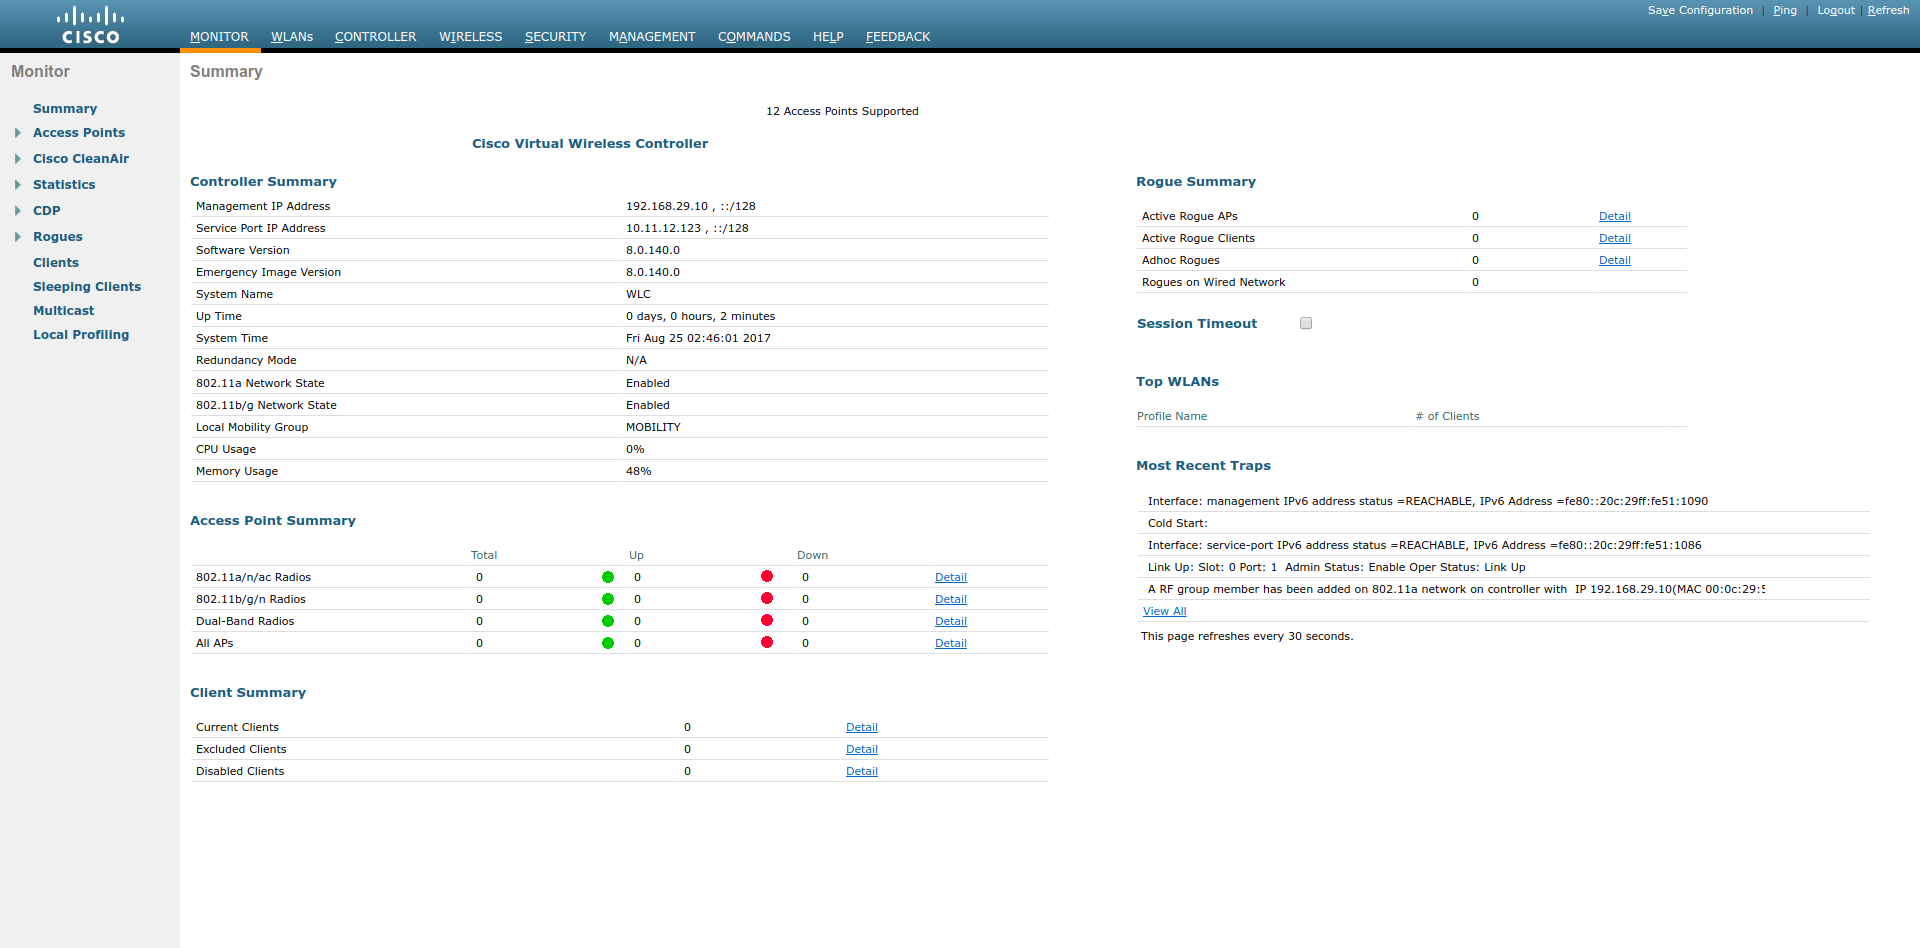 CISCO
Save Configuration | Ping | Logout | Refresh
MONITOR WLANs CONTROLLER WIRELESS SECURITY MANAGEMENT COMMANDS HELP FEEDBACK
Monitor
Summary
Access Points
Cisco CleanAir
Statistics
CDP
Rogues
Clients
Sleeping Clients
Multicast
Local Profiling
Summary
12 Access Points Supported
Cisco Virtual Wireless Controller
Controller Summary
Management IP Address 192.168.29.10 , ::/128
Service Port IP Address 10.11.12.123 , ::/128
Software Version 8.0.140.0
Emergency Image Version 8.0.140.0
System Name WLC
Up Time 0 days, 0 hours, 2 minutes
System Time Fri Aug 25 02:46:01 2017
Redundancy Mode N/A
802.11a Network State Enabled
802.11b/g Network State Enabled
Local Mobility Group MOBILITY
CPU Usage 0%
Memory Usage 48%
Access Point Summary
Total Up Down
802.11a/n/ac Radios 0 0 0 Detail
802.11b/g/n Radios 0 0 0 Detail
Dual-Band Radios 0 0 0 Detail
All APs 0 0 0 Detail
Client Summary
Current Clients 0 Detail
Excluded Clients 0 Detail
Disabled Clients 0 Detail
Rogue Summary
Active Rogue APs 0 Detail
Active Rogue Clients 0 Detail
Adhoc Rogues 0 Detail
Rogues on Wired Network 0
Session Timeout
Top WLANs
Profile Name # of Clients
Most Recent Traps
Interface: management IPv6 address status =REACHABLE, IPv6 Address =fe80::20c:29ff:fe51:1090
Cold Start:
Interface: service-port IPv6 address status =REACHABLE, IPv6 Address =fe80::20c:29ff:fe51:1086
Link Up: Slot: 0 Port: 1 Admin Status: Enable Oper Status: Link Up
A RF group member has been added on 802.11a network on controller with IP 192.168.29.10(MAC 00:0c:29:5
View All
This page refreshes every 30 seconds.